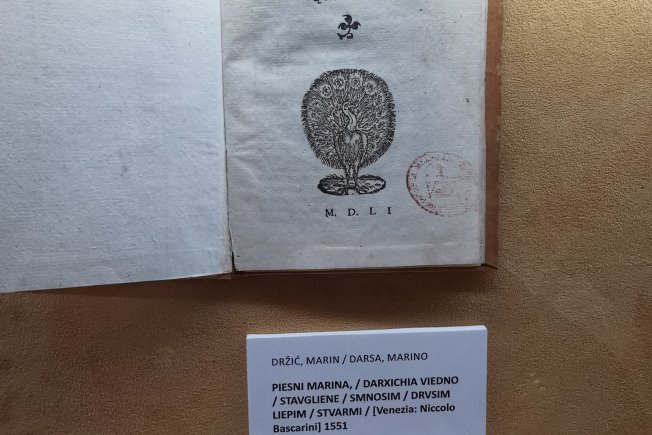 M. D. L I
DRŽIĆ, MARIN / DARSA, MARINO
PIESNI MARINA, / DARXICHIA VIEDNO
/ STAVGLIENE / SMNOSIM / DRVSIM
LIEPIM / STVARMI / [Venezia: Niccolo
Bascarini] 1551